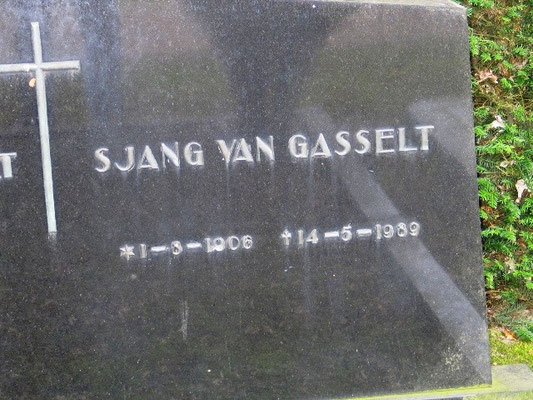 T
SJANG VAN GASSELT
*1-8-1906 †14-5-1989